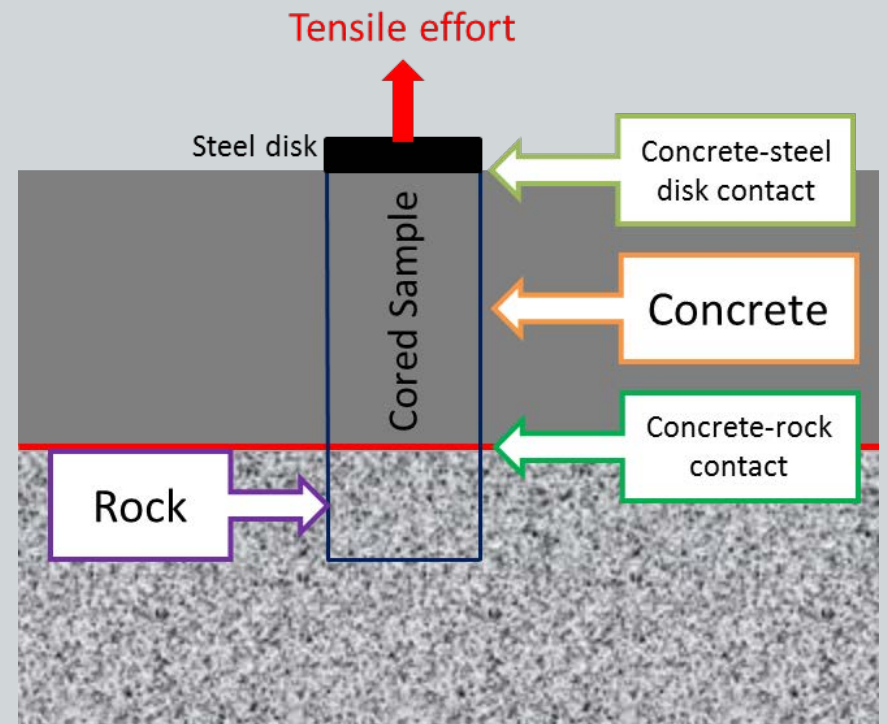 Tensile effort
Steel disk
Concrete-steel
disk contact
Cored Sample
Concrete
Concrete-rock
contact
Rock